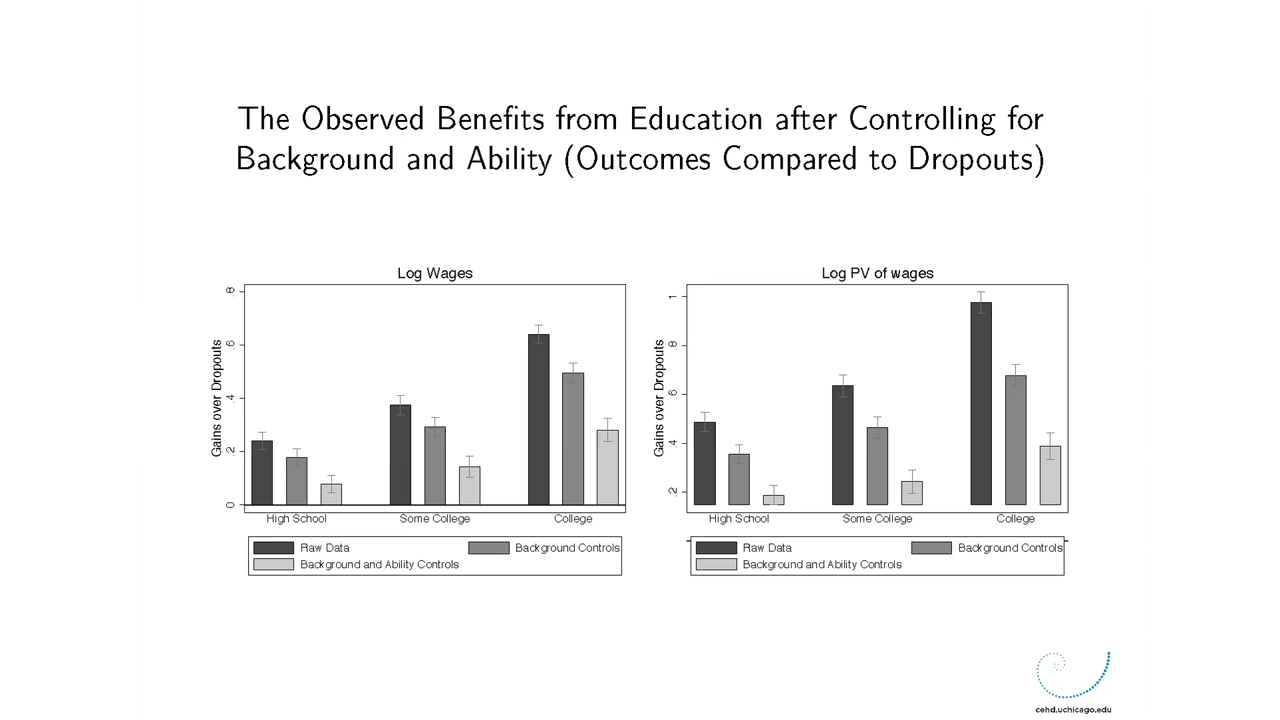 The Observed Benefits from Education after Controlling for
Background and Ability (Outcomes Compared to Dropouts)
Log Wages
Gains over Dropouts
.8
.6
.4
.2
0
High School
Some College
College
Raw Data
Background Controls
Background and Ability Controls
Log PV of wages
Gains over Dropouts
1
.8
.6
.4
.2
High School
Some College
College
Raw Data
Background Controls
Background and Ability Controls
cehd.uchicago.edu